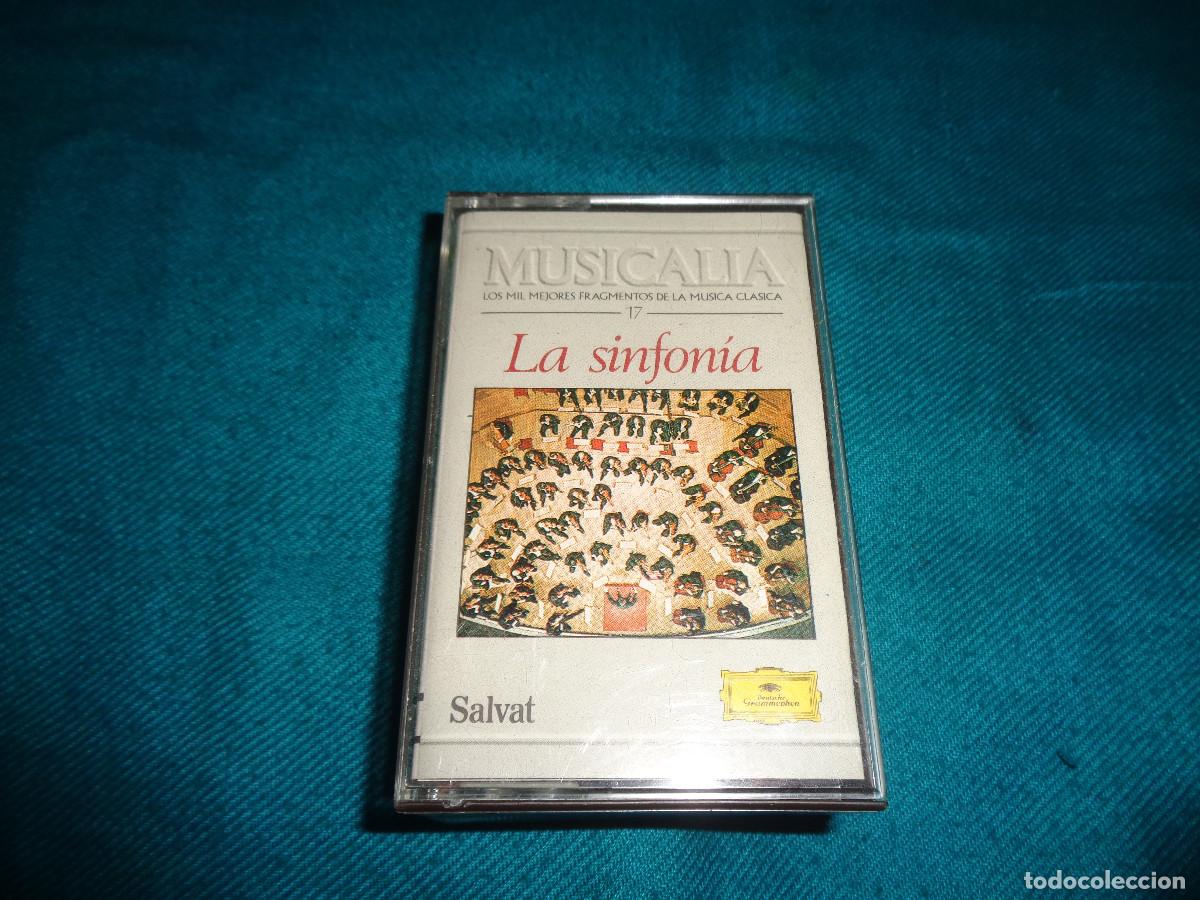 MUSICALIA
LOS MIL MEJORES FRAGMENTOS DE LA MUSICA CLASICA
17
La sinfonía
Salvat
Deutsche
Grammophon
todocoleccion